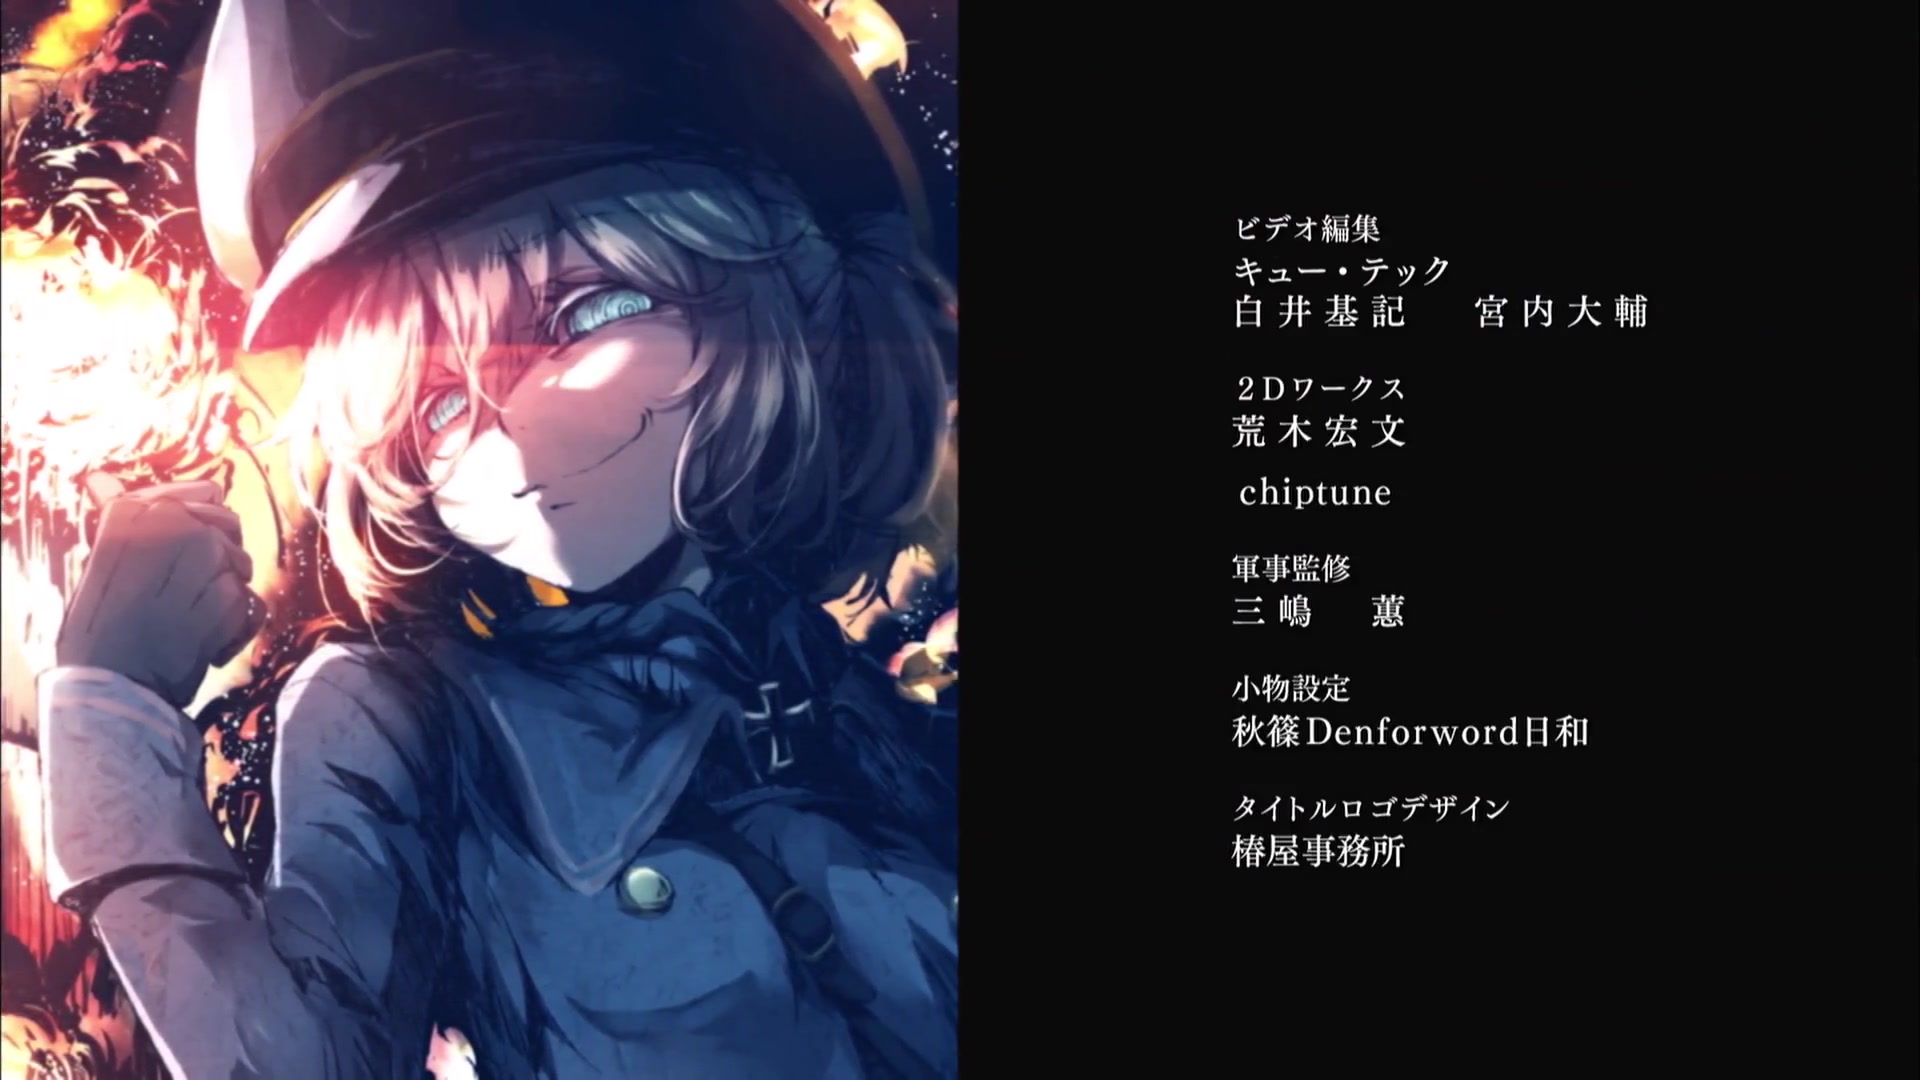 ビデオ編集
キュー・テック
白井基記　宮内大輔
2Dワークス
荒木宏文
chiptune
軍事監修
三嶋　蕙
小物設定
秋篠Denforword日和
タイトルロゴデザイン
椿屋事務所